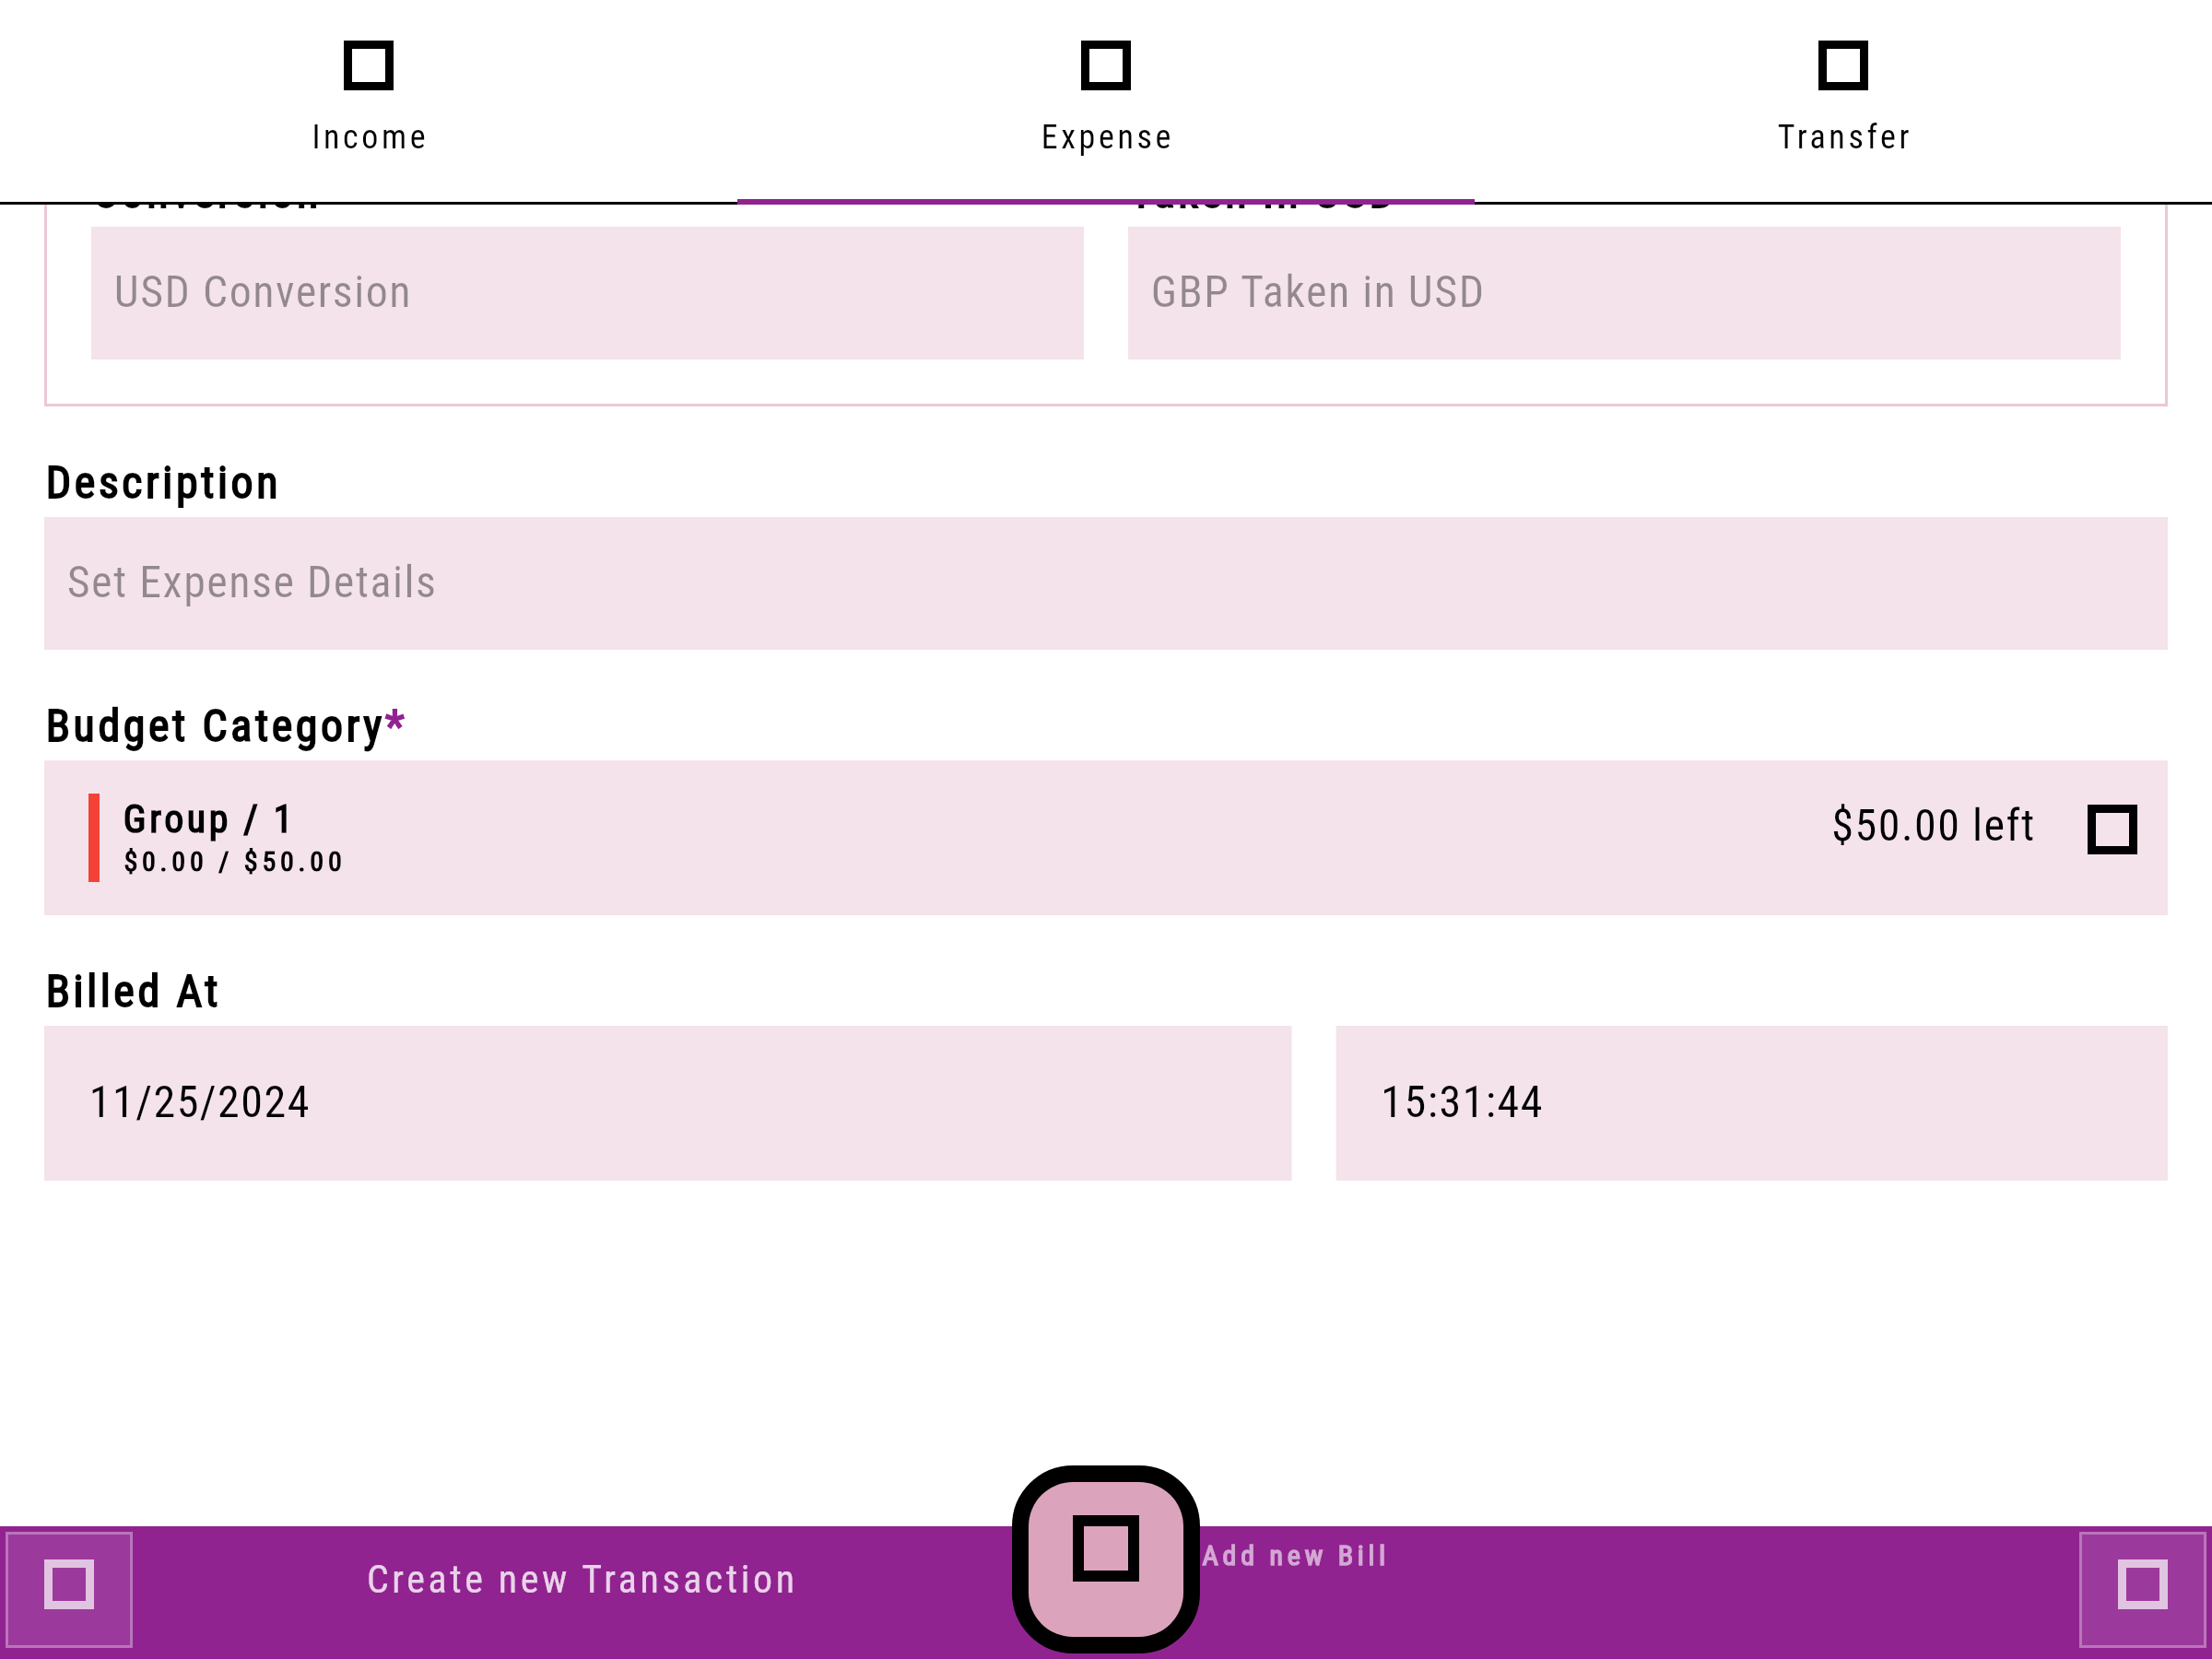 Income
Expense
Transfer
USD Conversion
GBP Taken in USD
Description
Set Expense Details
Budget Category*
Group / 1
$0.00 / $50.00
$50.00 left
Billed At
11/25/2024
15:31:44
Create new Transaction
Add new Bill